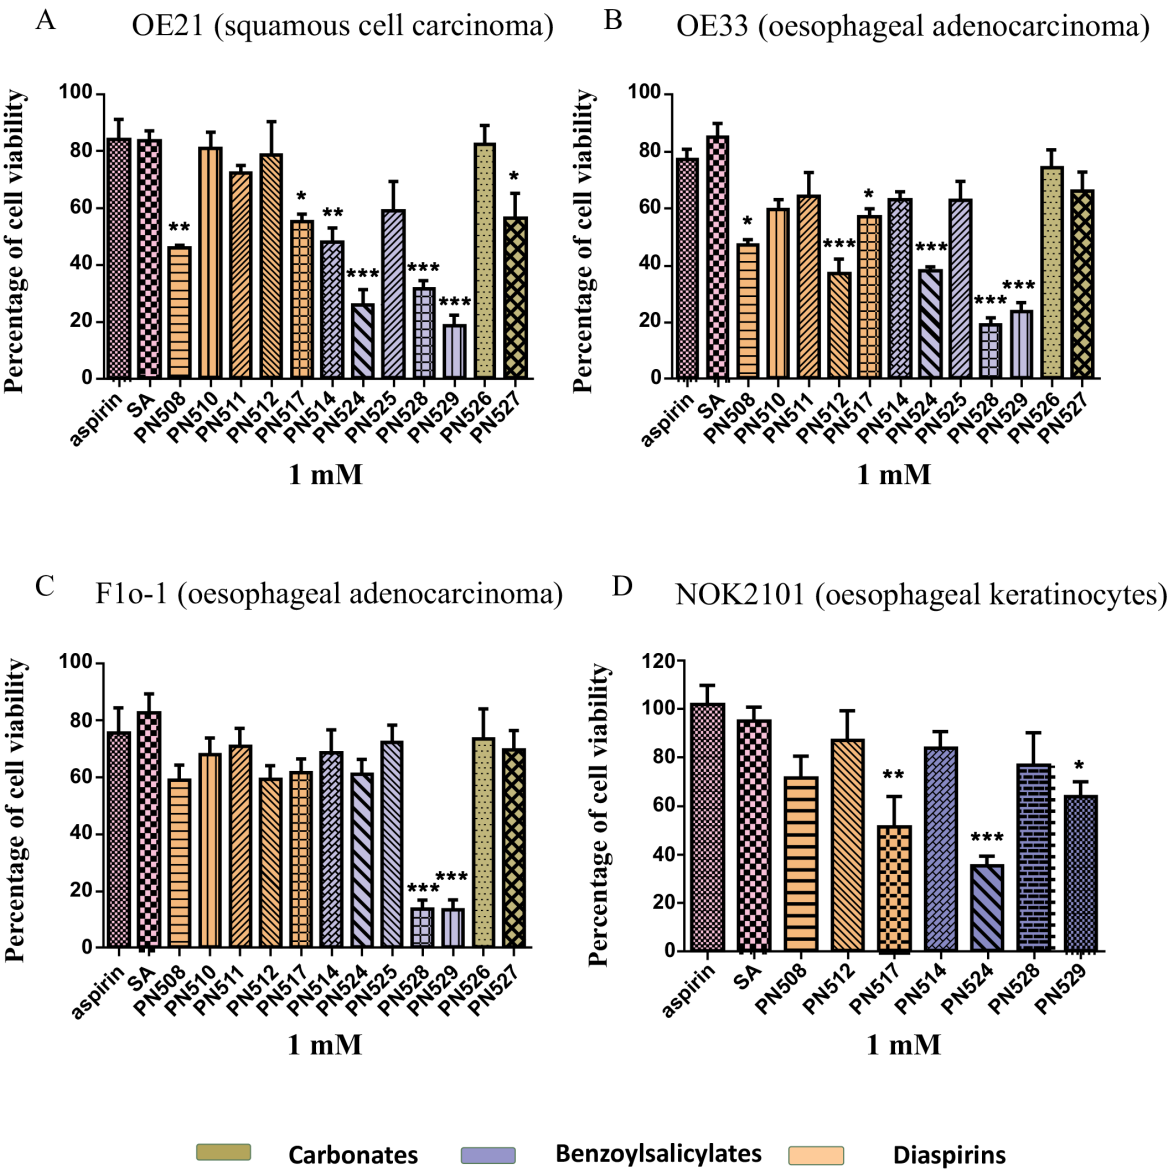 A
OE21 (squamous cell carcinoma)
Percentage of cell viability
100
80
60
40
20
0
**
*
**
***
***
***
*
aspirin
SA
PN508
PN510
PN511
PN512
PN517
PN514
PN524
PN525
PN528
PN529
PN526
PN527
1 mM
B
OE33 (oesophageal adenocarcinoma)
Percentage of cell viability
100
80
60
40
20
0
*
***
*
***
***
***
aspirin
SA
PN508
PN510
PN511
PN512
PN517
PN514
PN524
PN525
PN528
PN529
PN526
PN527
1 mM
C
F1o-1 (oesophageal adenocarcinoma)
Percentage of cell viability
100
80
60
40
20
0
***
***
aspirin
SA
PN508
PN510
PN511
PN512
PN517
PN514
PN524
PN525
PN528
PN529
PN526
PN527
1 mM
D
NOK2101 (oesophageal keratinocytes)
Percentage of cell viability
120
100
80
60
40
20
0
**
***
*
aspirin
SA
PN508
PN512
PN517
PN514
PN524
PN528
PN529
1 mM
Carbonates
Benzoylsalicylates
Diaspirins